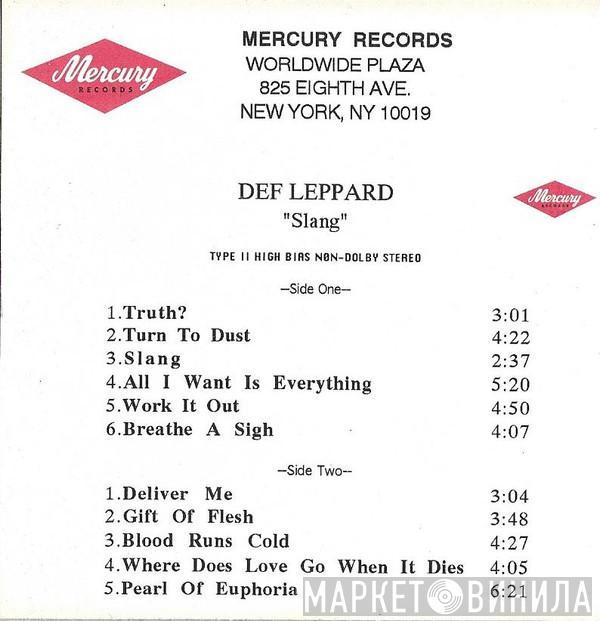 Mercury
RECORDS
MERCURY RECORDS
WORLDWIDE PLAZA
825 EIGHTH AVE.
NEW YORK, NY 10019
DEF LEPPARD
"Slang"
Mercury
RECORDS
TYPE II HIGH BIAS NON-DOLBY STEREO
--Side One--
1.Truth? 3:01
2.Turn To Dust 4:22
3.Slang 2:37
4.All I Want Is Everything 5:20
5.Work It Out 4:50
6.Breathe A Sigh 4:07
--Side Two--
1.Deliver Me 3:04
2.Gift Of Flesh 3:48
3.Blood Runs Cold 4:27
4.Where Does Love Go When It Dies 4:05
5.Pearl Of Euphoria 6:21
МАРКЕТ ВИНИЛА